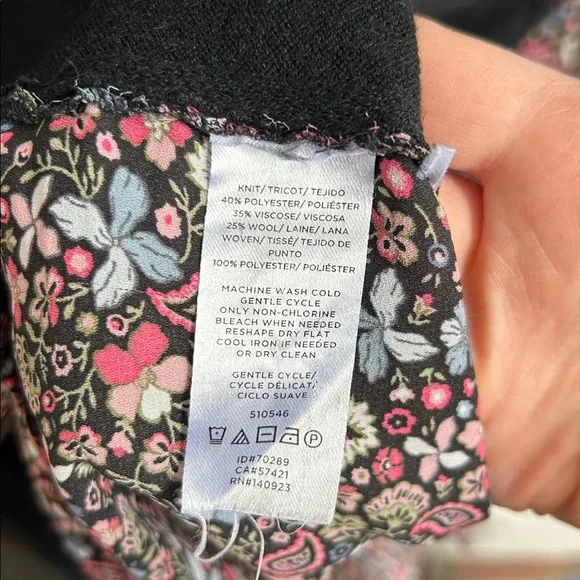 KNIT/ TRICOT/ TEJIDO
40% POLYESTER/ POLIÉSTER
35% VISCOSE/ VISCOSA
25% WOOL/ LAINE/ LANA
WOVEN/ TISSÉ/ TEJIDO DE
PUNTO
100% POLYESTER/ POLIÉSTER
MACHINE WASH COLD
GENTLE CYCLE
ONLY NON-CHLORINE
BLEACH WHEN NEEDED
RESHAPE DRY FLAT
COOL IRON IF NEEDED
OR DRY CLEAN
GENTLE CYCLE/
CYCLE DÉLICAT/
CICLO SUAVE
510546
P
ID#70289
CA#57421
RN#140923